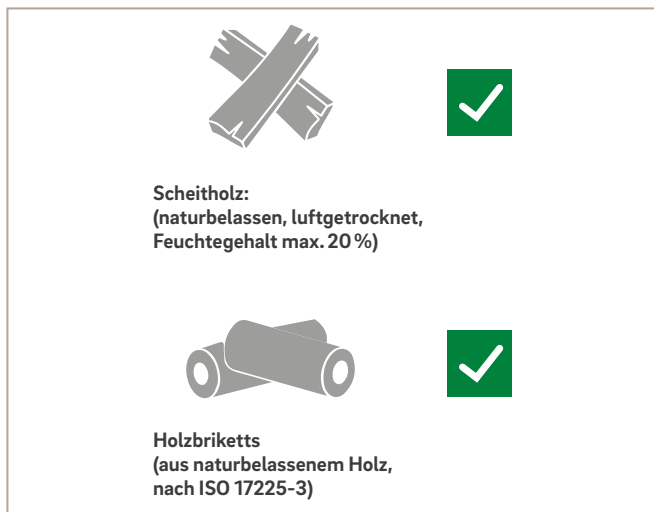 Scheitholz:
(naturbelassen, luftgetrocknet,
Feuchtegehalt max. 20 %)
Holzbriketts
(aus naturbelassenem Holz,
nach ISO 17225-3)